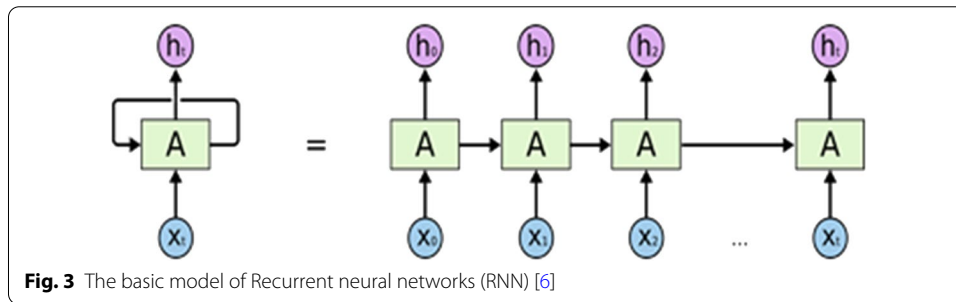 hₜ h₀ h₁ h₂ hₜ
A = A A A A
xₜ x₀ x₁ x₂ ... xₜ
Fig. 3 The basic model of Recurrent neural networks (RNN) [6]